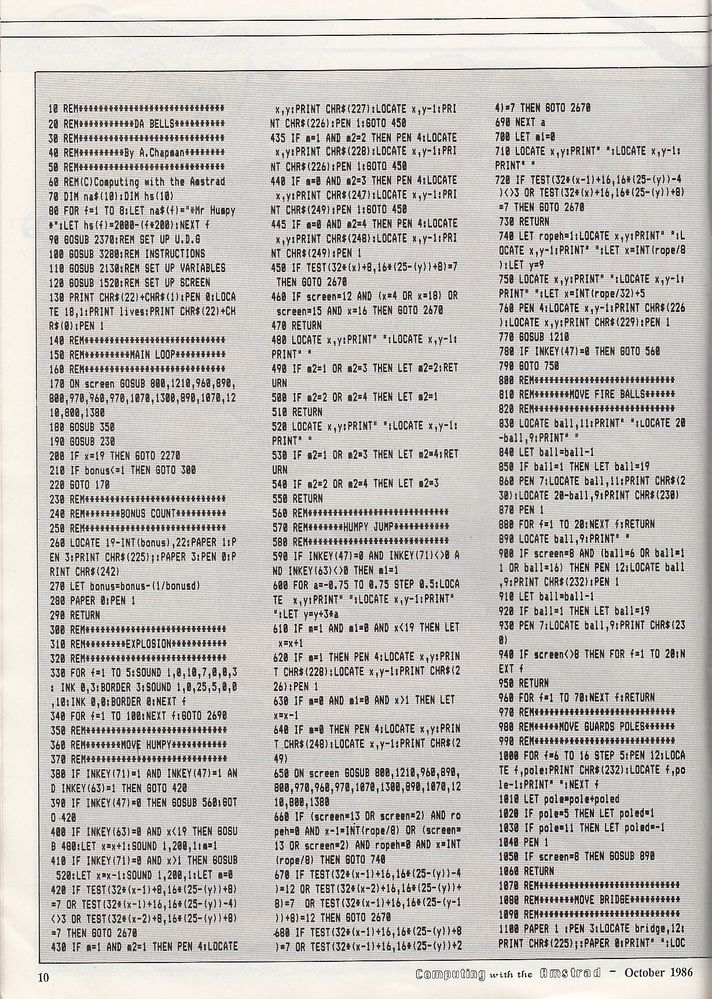 10 REM****************************
20 REM***********DA BELLS**********
30 REM****************************
40 REM*********By A.Chapman*******
50 REM****************************
60 REM(C)Computing with the Amstrad
70 DIM na$(10):DIM hs(10)
80 FOR f=1 TO 8:LET na$(f)="*Mr Humpy
*":LET hs(f)=2000-(f*200):NEXT f
90 GOSUB 2370:REM SET UP U.D.G
100 GOSUB 3280:REM INSTRUCTIONS
110 GOSUB 2130:REM SET UP VARIABLES
120 GOSUB 1520:REM SET UP SCREEN
130 PRINT CHR$(22)+CHR$(1):PEN 0:LOCA
TE 18,1:PRINT lives:PRINT CHR$(22)+CH
R$(0):PEN 1
140 REM***************************
150 REM*********MAIN LOOP*********
160 REM***************************
170 ON screen GOSUB 800,1210,960,890,
800,970,960,970,1070,1300,890,1070,12
10,800,1380
180 GOSUB 350
190 GOSUB 230
200 IF x=19 THEN GOTO 2270
210 IF bonus<=1 THEN GOTO 300
220 GOTO 170
230 REM***************************
240 REM*******BONUS COUNT*********
250 REM***************************
260 LOCATE 19-INT(bonus),22:PAPER 1:P
EN 3:PRINT CHR$(225);:PAPER 3:PEN 0:P
RINT CHR$(242)
270 LET bonus=bonus-(1/bonusd)
280 PAPER 0:PEN 1
290 RETURN
300 REM***************************
310 REM*******EXPLOSION***********
320 REM***************************
330 FOR f=1 TO 5:SOUND 1,0,10,7,0,0,3
: INK 0,3:BORDER 3:SOUND 1,0,25,5,0,0
,10:INK 0,0:BORDER 0:NEXT f
340 FOR f=1 TO 100:NEXT f:GOTO 2690
350 REM***************************
360 REM*******MOVE HUMPY**********
370 REM***************************
380 IF INKEY(71)=1 AND INKEY(47)=1 AN
D INKEY(63)=1 THEN GOTO 420
390 IF INKEY(47)=0 THEN GOSUB 560:GOT
O 420
400 IF INKEY(63)=0 AND x<19 THEN GOSU
B 480:LET x=x+1:SOUND 1,200,1:m=1
410 IF INKEY(71)=0 AND x>1 THEN GOSUB
520:LET x=x-1:SOUND 1,200,1:LET m=0
420 IF TEST(32*(x-1)+8,16*(25-(y))+8)
=7 OR TEST(32*(x-1)+16,16*(25-(y))-4)
<>3 OR TEST(32*(x-2)+8,16*(25-(y))+8)
=7 THEN GOTO 2670
430 IF m=1 AND m2=1 THEN PEN 4:LOCATE
x,y:PRINT CHR$(227):LOCATE x,y-1:PRI
NT CHR$(226):PEN 1:GOTO 450
435 IF m=1 AND m2=2 THEN PEN 4:LOCATE
x,y:PRINT CHR$(228):LOCATE x,y-1:PRI
NT CHR$(226):PEN 1:GOTO 450
440 IF m=0 AND m2=3 THEN PEN 4:LOCATE
x,y:PRINT CHR$(247):LOCATE x,y-1:PRI
NT CHR$(249):PEN 1:GOTO 450
445 IF m=0 AND m2=4 THEN PEN 4:LOCATE
x,y:PRINT CHR$(248):LOCATE x,y-1:PRI
NT CHR$(249):PEN 1
450 IF TEST(32*(x)+8,16*(25-(y))+8)=7
THEN GOTO 2670
460 IF screen=12 AND (x=4 OR x=18) OR
screen=15 AND x=16 THEN GOTO 2670
470 RETURN
480 LOCATE x,y:PRINT" ":LOCATE x,y-1:
PRINT" "
490 IF m2=1 OR m2=3 THEN LET m2=2:RET
URN
500 IF m2=2 OR m2=4 THEN LET m2=1
510 RETURN
520 LOCATE x,y:PRINT" ":LOCATE x,y-1:
PRINT" "
530 IF m2=1 OR m2=3 THEN LET m2=4:RET
URN
540 IF m2=2 OR m2=4 THEN LET m2=3
550 RETURN
560 REM***************************
570 REM*******HUMPY JUMP**********
580 REM***************************
590 IF INKEY(47)=0 AND INKEY(71)<>0 A
ND INKEY(63)<>0 THEN m1=1
600 FOR a=-0.75 TO 0.75 STEP 0.5:LOCA
TE x,y:PRINT" ":LOCATE x,y-1:PRINT"
":LET y=y+3*a
610 IF m=1 AND m1=0 AND x<19 THEN LET
x=x+1
620 IF m=1 THEN PEN 4:LOCATE x,y:PRIN
T CHR$(228):LOCATE x,y-1:PRINT CHR$(2
26):PEN 1
630 IF m=0 AND m1=0 AND x>1 THEN LET
x=x-1
640 IF m=0 THEN PEN 4:LOCATE x,y:PRIN
T CHR$(248):LOCATE x,y-1:PRINT CHR$(2
49)
650 ON screen GOSUB 800,1210,960,890,
800,970,960,970,1070,1300,890,1070,12
10,800,1380
660 IF (screen=13 OR screen=2) AND ro
peh=0 AND x-1=INT(rope/8) OR (screen=
13 OR screen=2) AND ropeh=0 AND x=INT
(rope/8) THEN GOTO 740
670 IF TEST(32*(x-1)+16,16*(25-(y))-4
)=12 OR TEST(32*(x-2)+16,16*(25-(y))+
8)=7 OR TEST(32*(x-1)+16,16*(25-(y-1
))+8)=12 THEN GOTO 2670
680 IF TEST(32*(x-1)+16,16*(25-(y))+8
)=7 OR TEST(32*(x-1)+16,16*(25-(y))+2
4)=7 THEN GOTO 2670
690 NEXT a
700 LET m1=0
710 LOCATE x,y:PRINT" ":LOCATE x,y-1:
PRINT" "
720 IF TEST(32*(x-1)+16,16*(25-(y))-4
)<>3 OR TEST(32*(x)+16,16*(25-(y))+8)
=7 THEN GOTO 2670
730 RETURN
740 LET ropeh=1:LOCATE x,y:PRINT" ":L
OCATE x,y-1:PRINT" ":LET x=INT(rope/8
):LET y=9
750 LOCATE x,y:PRINT" ":LOCATE x,y-1:
PRINT" ":LET x=INT(rope/32)+5
760 PEN 4:LOCATE x,y-1:PRINT CHR$(226
):LOCATE x,y:PRINT CHR$(229):PEN 1
770 GOSUB 1210
780 IF INKEY(47)=0 THEN GOTO 560
790 GOTO 750
800 REM***************************
810 REM******MOVE FIRE BALLS******
820 REM***************************
830 LOCATE ball,11:PRINT" ":LOCATE 20
-ball,9:PRINT" "
840 LET ball=ball-1
850 IF ball=1 THEN LET ball=19
860 PEN 7:LOCATE ball,11:PRINT CHR$(2
30):LOCATE 20-ball,9:PRINT CHR$(230)
870 PEN 1
880 FOR f=1 TO 20:NEXT f:RETURN
890 LOCATE ball,9:PRINT" "
900 IF screen=8 AND (ball=6 OR ball=1
1 OR ball=16) THEN PEN 12:LOCATE ball
,9:PRINT CHR$(232):PEN 1
910 LET ball=ball-1
920 IF ball=1 THEN LET ball=19
930 PEN 7:LOCATE ball,9:PRINT CHR$(23
0)
940 IF screen<>8 THEN FOR f=1 TO 20:N
EXT f
950 RETURN
960 FOR f=1 TO 70:NEXT f:RETURN
970 REM***************************
980 REM*****MOVE GUARDS POLES******
990 REM***************************
1000 FOR f=6 TO 16 STEP 5:PEN 12:LOCA
TE f,pole:PRINT CHR$(232):LOCATE f,po
le-1:PRINT" ":NEXT f
1010 LET pole=pole+poled
1020 IF pole=5 THEN LET poled=1
1030 IF pole=11 THEN LET poled=-1
1040 PEN 1
1050 IF screen=8 THEN GOSUB 890
1060 RETURN
1070 REM***************************
1080 REM*******MOVE BRIDGE*********
1090 REM***************************
1100 PAPER 1 :PEN 3:LOCATE bridge,12:
PRINT CHR$(225);:PAPER 0:PRINT" ":LOC
10
Computing with the Amstrad - October 1986